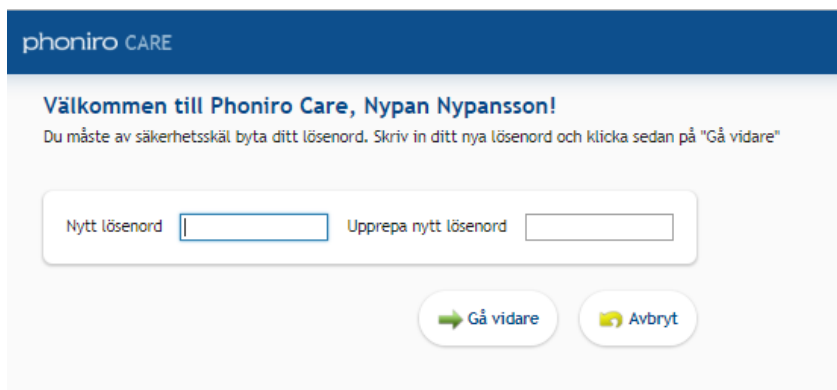 phoniro CARE
Välkommen till Phoniro Care, Nypan Nypansson!
Du måste av säkerhetsskäl byta ditt lösenord. Skriv in ditt nya lösenord och klicka sedan på "Gå vidare"
Nytt lösenord Upprepa nytt lösenord
Gå vidare Avbryt